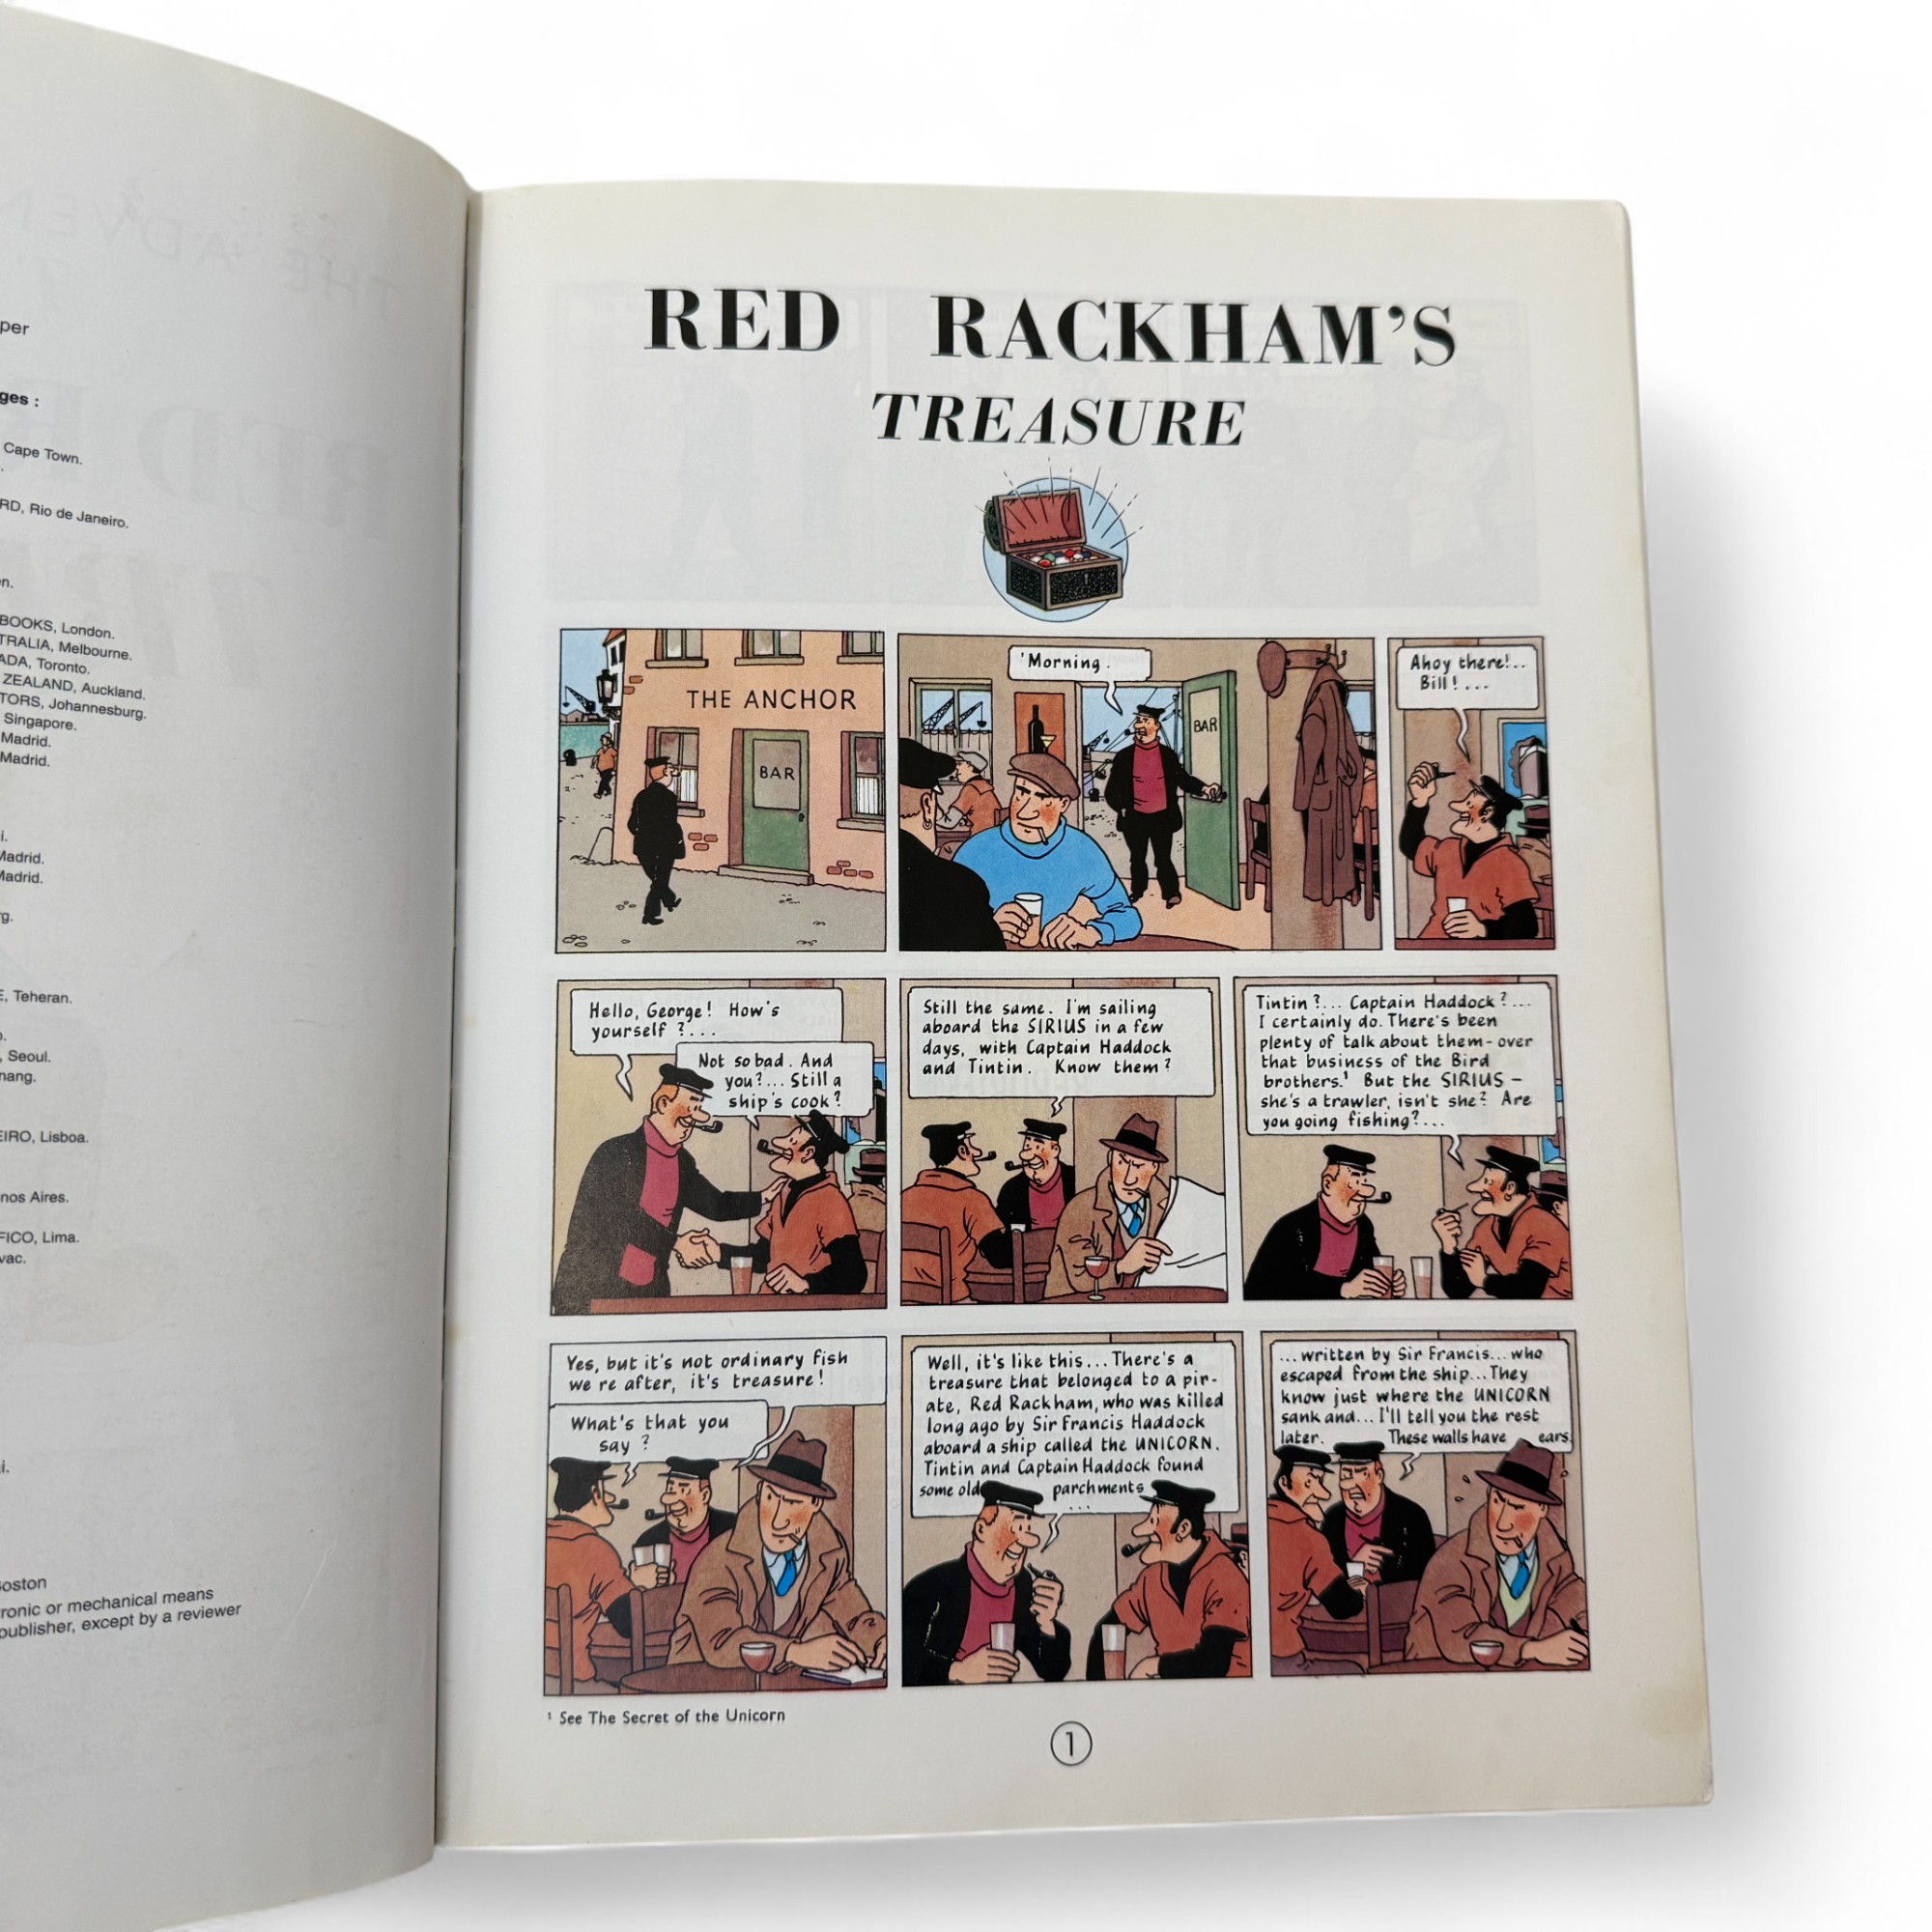 per
ges :
Cape Town.
RD, Rio de Janeiro.
BOOKS, London.
TRALIA, Melbourne.
ADA, Toronto.
ZEALAND, Auckland.
TORS, Johannesburg.
Singapore.
Madrid.
Madrid.
Madrid.
Madrid.
E, Teheran.
, Seoul.
EIRO, Lisboa.
nos Aires.
FICO, Lima.
oston
ronic or mechanical means
publisher, except by a reviewer
RED RACKHAM'S
TREASURE
THE ANCHOR
BAR
'Morning.
BAR
Ahoy there!..
Bill!...
Hello, George! How's
yourself ?...
Not so bad. And
you?... Still a
ship's cook?
Still the same. I'm sailing
aboard the SIRIUS in a few
days, with Captain Haddock
and Tintin. Know them?
Tintin?... Captain Haddock?...
I certainly do. There's been
plenty of talk about them - over
that business of the Bird
brothers.¹ But the SIRIUS –
she's a trawler, isn't she? Are
you going fishing?...
Yes, but it's not ordinary fish
we re after, it's treasure!
What's that you
say ?
Well, it's like this... There's a
treasure that belonged to a pir-
ate, Red Rackham, who was killed
long ago by Sir Francis Haddock
aboard a ship called the UNICORN.
Tintin and Captain Haddock found
some old parchments
...
...written by Sir Francis...who
escaped from the ship...They
know just where the UNICORN
sank and... I'll tell you the rest
later. These walls have ears.
¹ See The Secret of the Unicorn
1